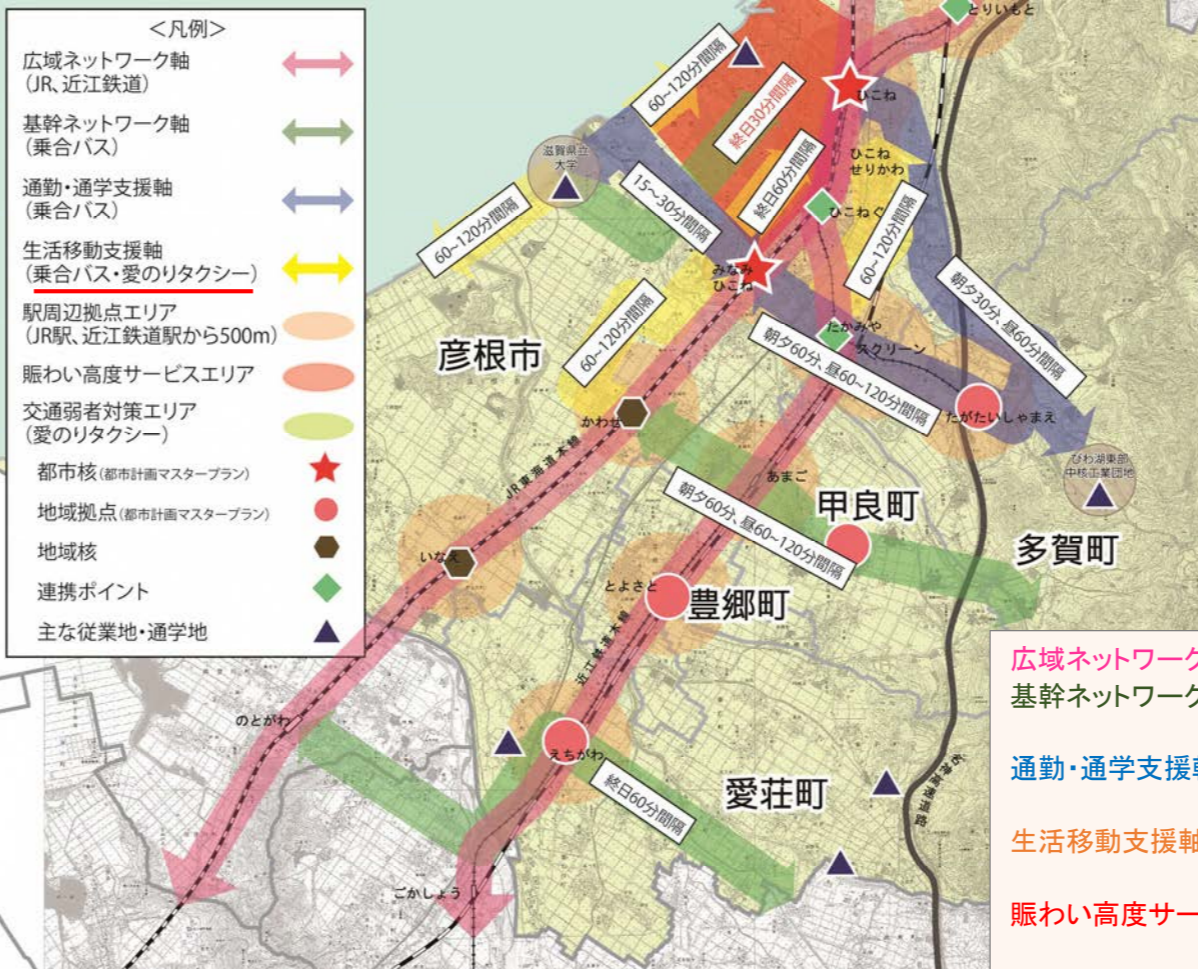 ＜凡例＞
広域ネットワーク軸
(JR、近江鉄道)
基幹ネットワーク軸
(乗合バス)
通勤・通学支援軸
(乗合バス)
生活移動支援軸
(乗合バス・愛のりタクシー)
駅周辺拠点エリア
(JR駅、近江鉄道駅から500m)
賑わい高度サービスエリア
交通弱者対策エリア
(愛のりタクシー)
都市核(都市計画マスタープラン)
地域拠点(都市計画マスタープラン)
地域核
連携ポイント
主な従業地・通学地
とりいもと
60~120分間隔
終日30分間隔
ひこね
滋賀県立
大学
ひこね
せりかわ
15~30分間隔
終日60分間隔
ひこねぐ
60~120分間隔
60~120分間隔
みなみ
ひこね
朝夕30分、昼60分間隔
60~120分間隔
たかみや
スクリーン
朝夕60分、昼60~120分間隔
彦根市
かわせ
たがたいしゃまえ
JR東海道本線
びわ湖東部
中核工業団地
あまご
朝夕60分、昼60~120分間隔
甲良町
多賀町
いなえ
とよさと
豊郷町
近江鉄道本線
のとがわ
えちがわ
終日60分間隔
愛荘町
名神高速道路
ごかしょう
広域ネットワーク
基幹ネットワーク
通勤・通学支援軸
生活移動支援軸
賑わい高度サー